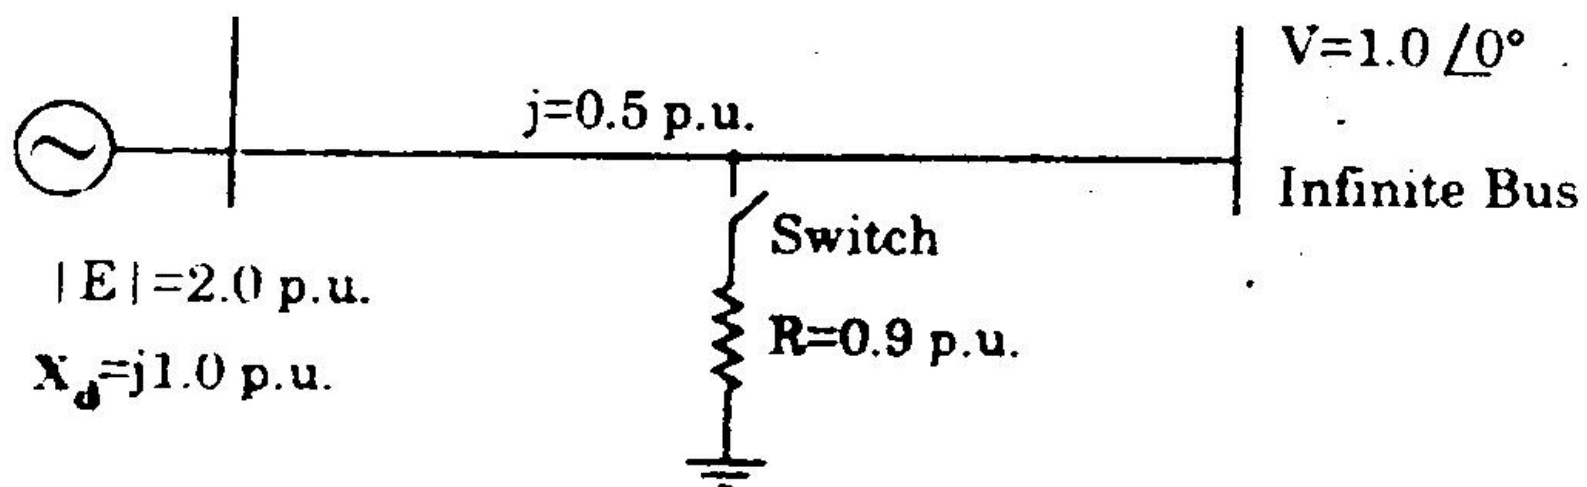 V=1.0 /0°
j=0.5 p.u.
Infinite Bus
Switch
|E|=2.0 p.u.
R=0.9 p.u.
X_d=j1.0 p.u.